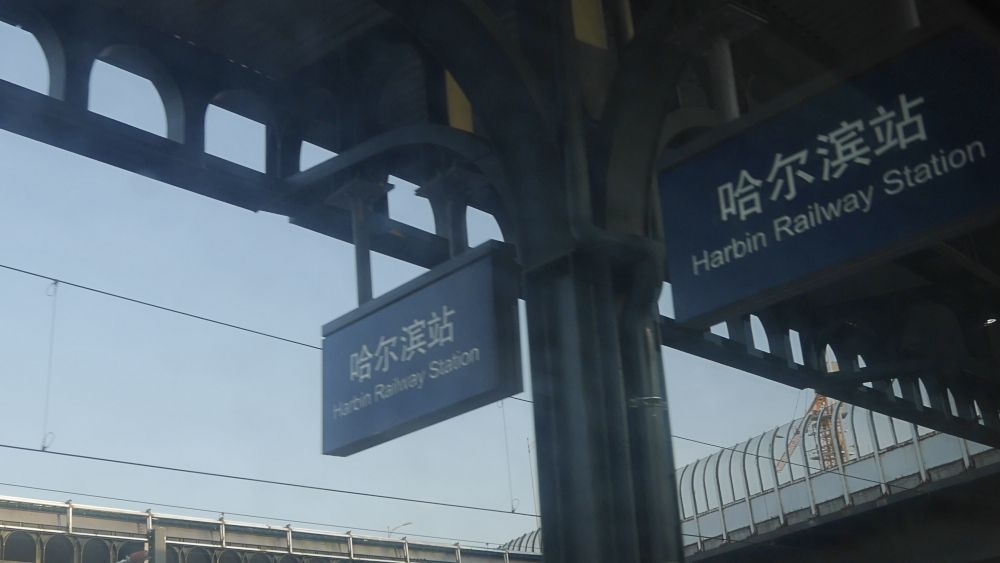 哈尔滨站
Harbin Railway Station
哈尔滨站
Harbin Railway Station